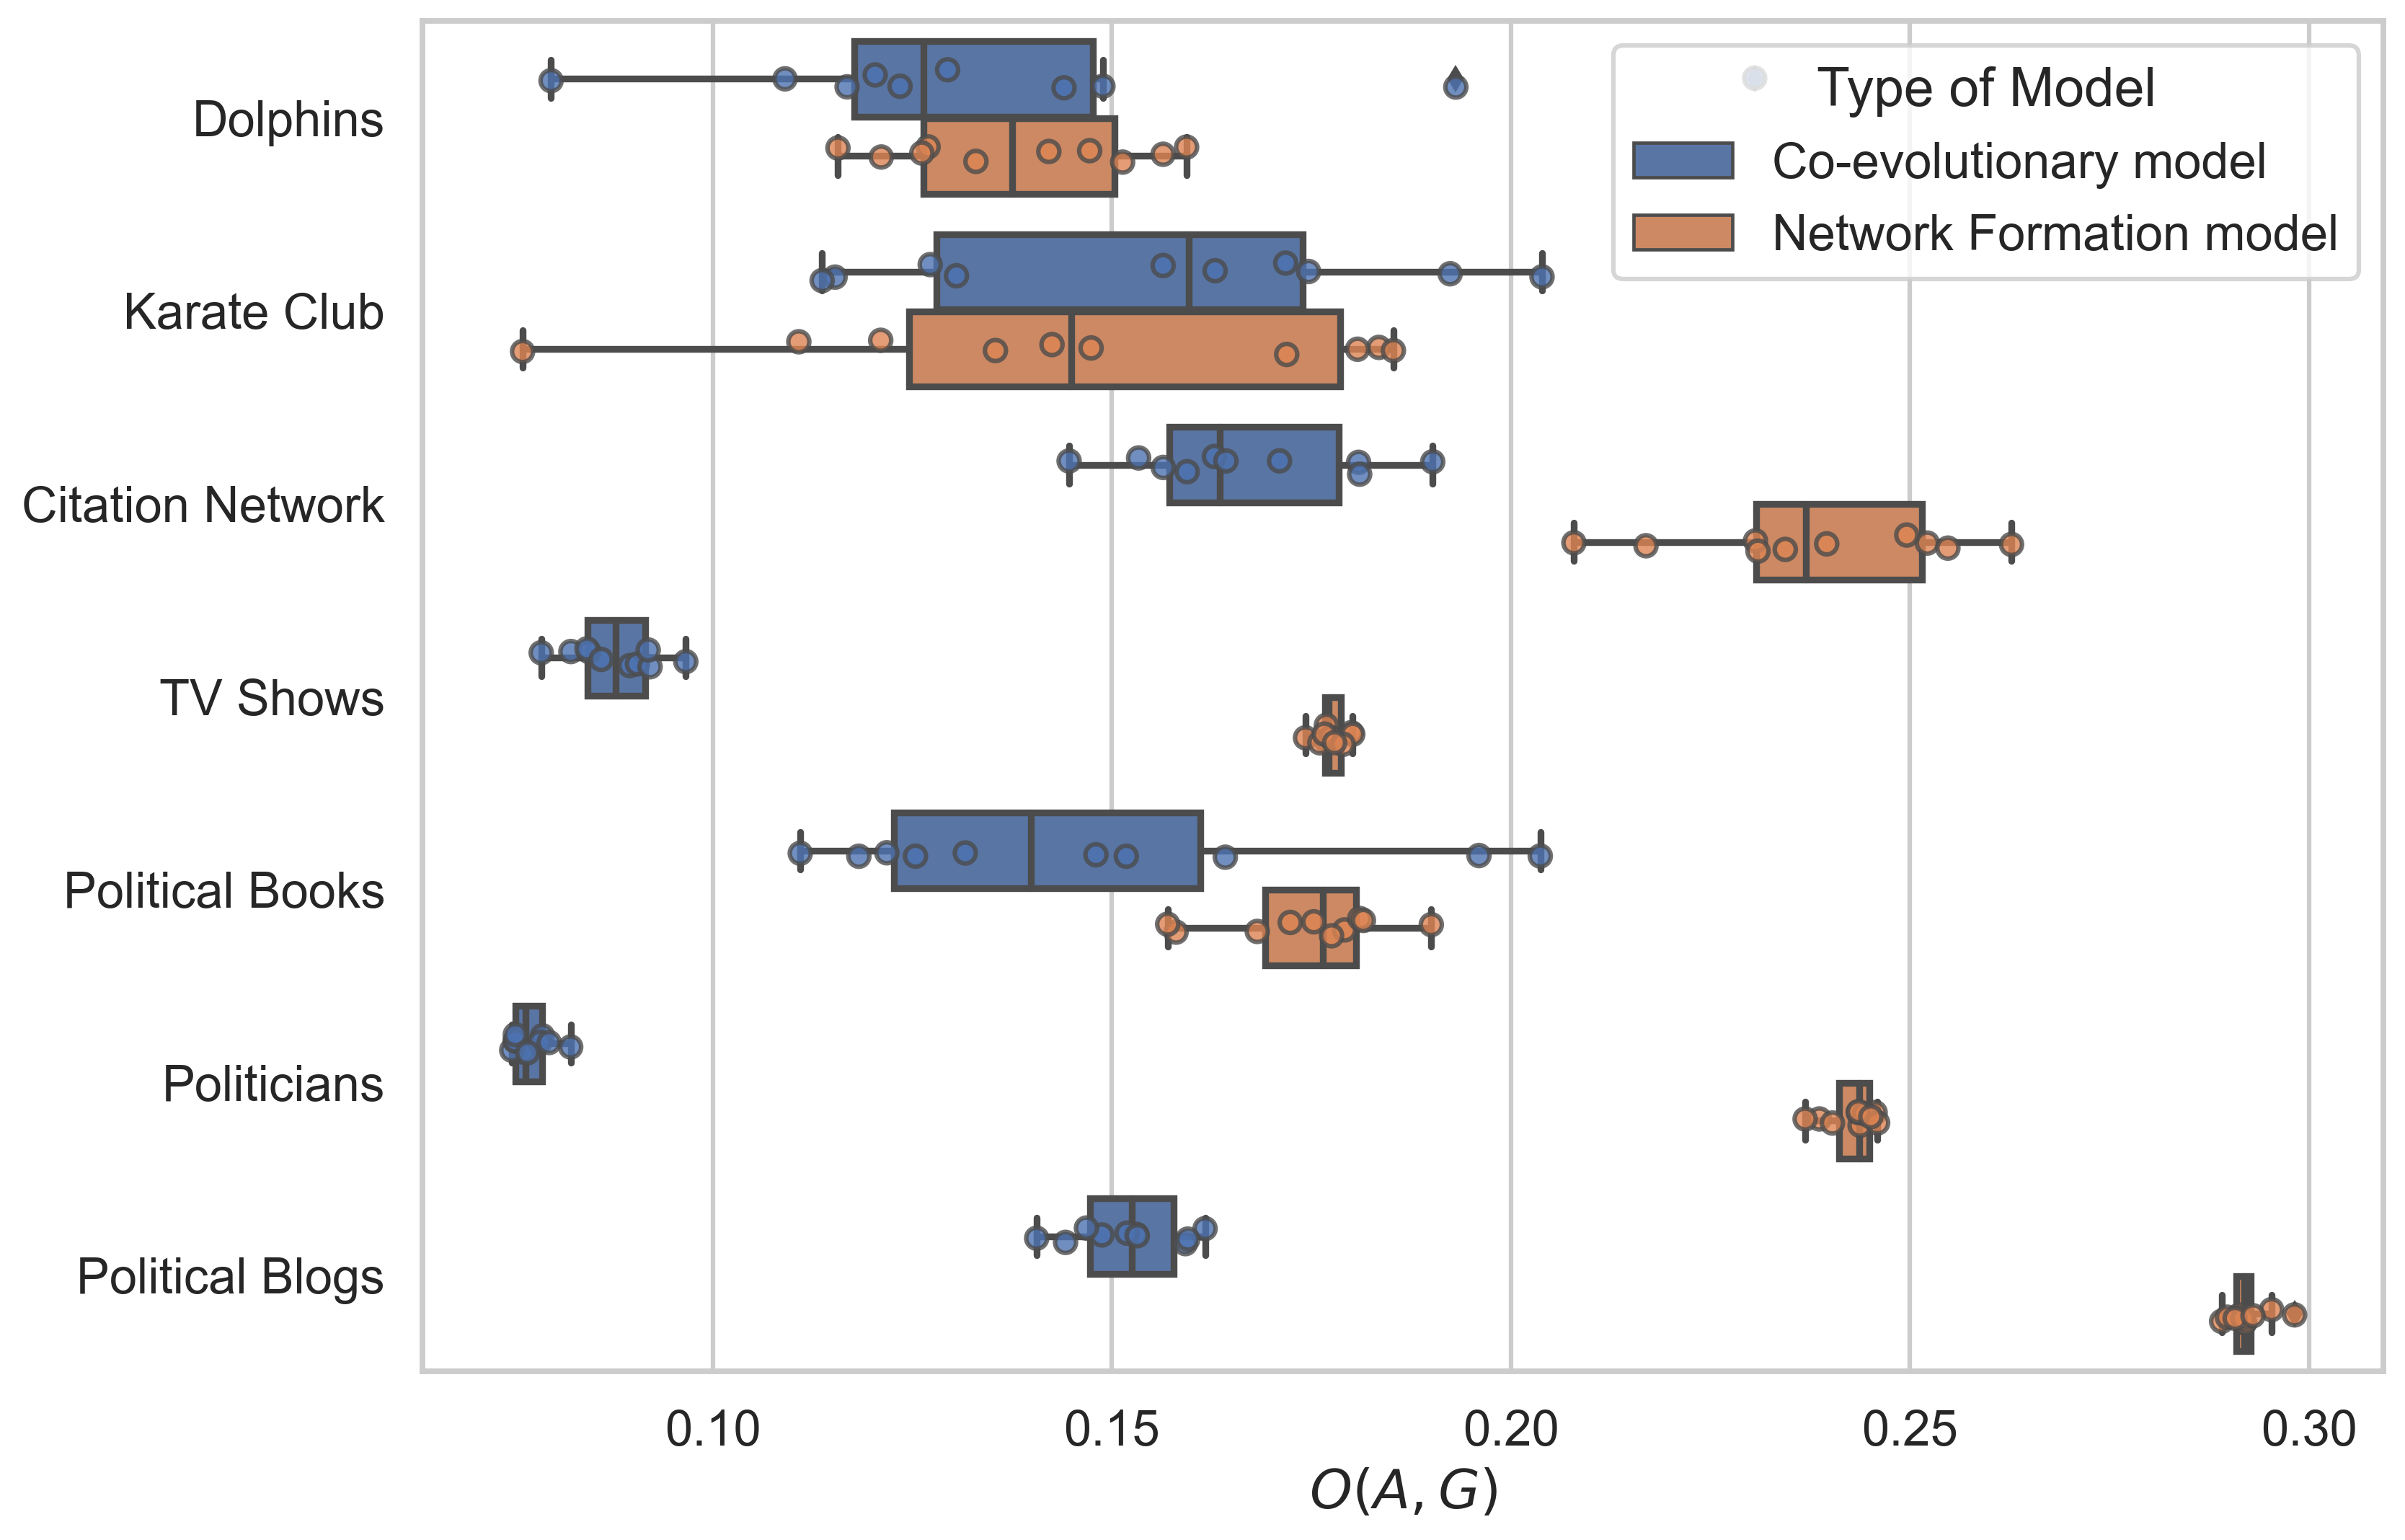 Type of Model
Co-evolutionary model
Network Formation model
Dolphins
Karate Club
Citation Network
TV Shows
Political Books
Politicians
Political Blogs
0.10 0.15 0.20 0.25 0.30
O(A, G)